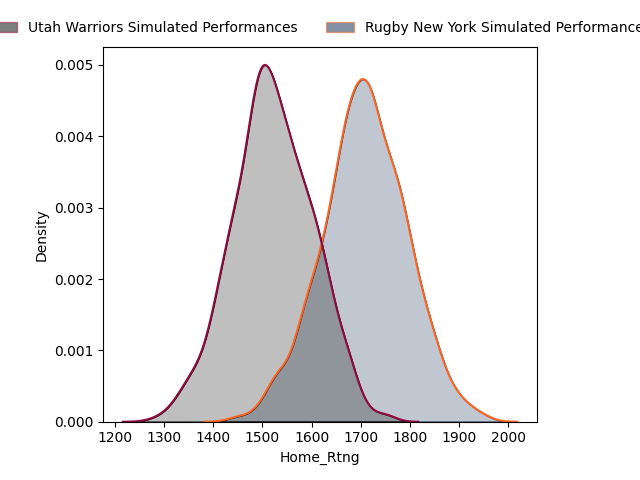 Utah Warriors Simulated Performances
Rugby New York Simulated Performance
0.005
0.004
0.003
0.002
0.001
0.000
Density
1200 1300 1400 1500 1600 1700 1800 1900 2000
Home_Rtng